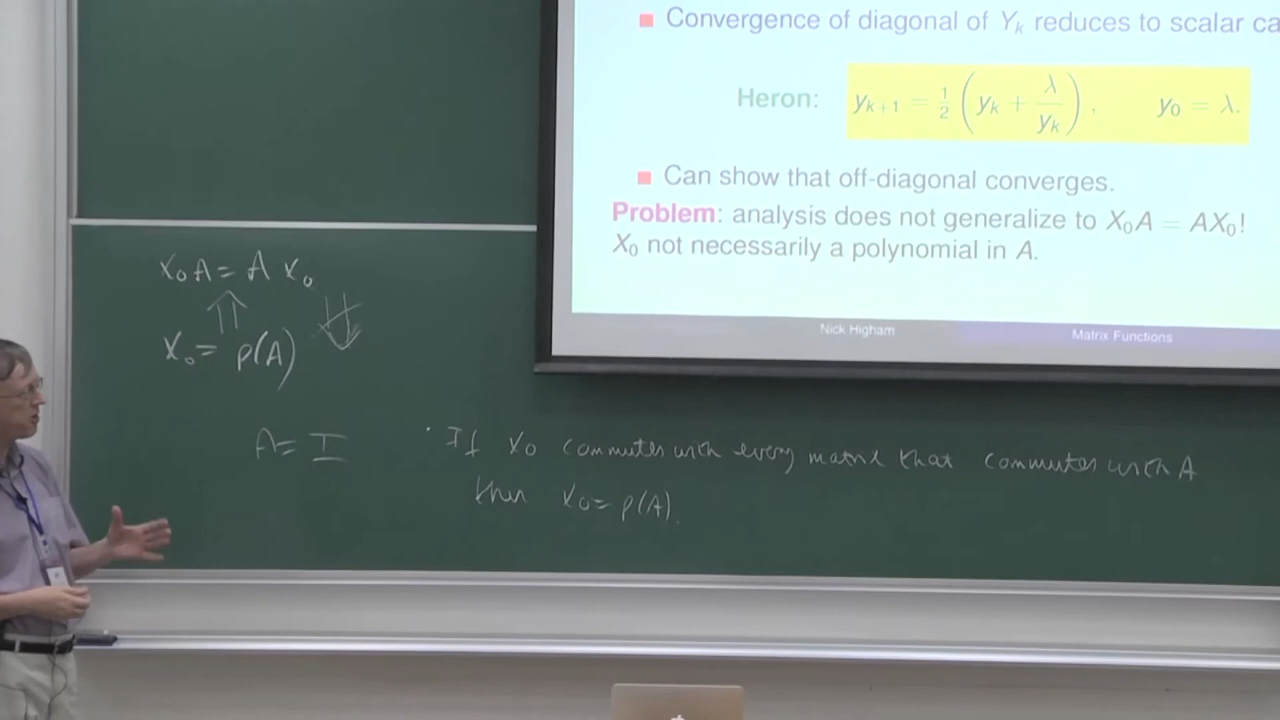 Convergence of diagonal of Yₖ reduces to scalar ca
Heron: yₖ₊₁ = ½ (yₖ + λ/yₖ), y₀ = λ.
Can show that off-diagonal converges.
Problem: analysis does not generalize to X₀A = AX₀!
X₀ not necessarily a polynomial in A.
Nick Higham Matrix Functions
X₀A = A X₀
⇑ ⇓̸
X₀ = p(A)
A = I
· If X₀ commutes with every matrix that commutes with A
then X₀ = p(A).